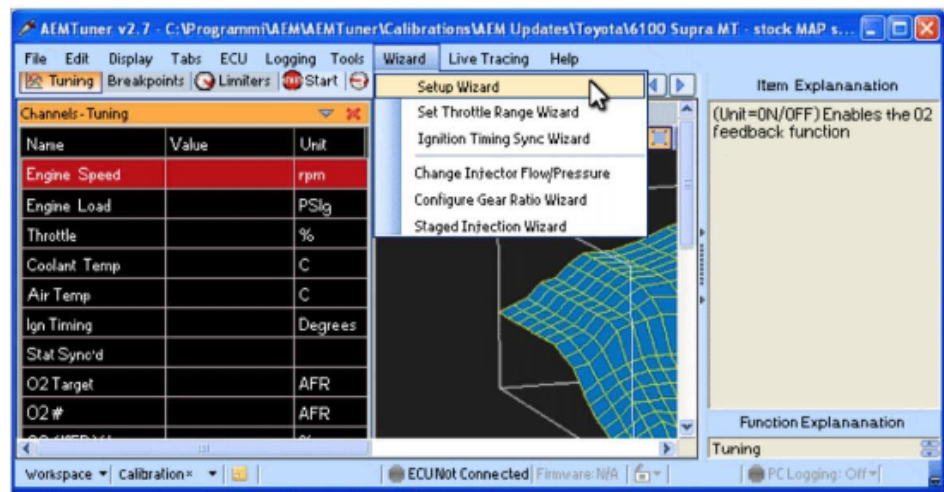 AEMTuner v2.7 - C:\Programmi\AEM\AEMTuner\Calibrations\AEM Updates\Toyota\6100 Supra MT - stock MAP s...
File Edit Display Tabs ECU Logging Tools Wizard Live Tracing Help
Tuning Breakpoints Limiters Start
Setup Wizard
Set Throttle Range Wizard
Ignition Timing Sync Wizard
Change Injector Flow/Pressure
Configure Gear Ratio Wizard
Staged Injection Wizard
Item Explananation
(Unit=ON/OFF) Enables the O2
feedback function
Channels - Tuning
Name Value Unit
Engine Speed rpm
Engine Load PSIg
Throttle %
Coolant Temp C
Air Temp C
Ign Timing Degrees
Stat Sync'd
O2 Target AFR
O2 # AFR
Function Explananation
Tuning
Workspace Calibration× ECU Not Connected Firmware: N/A PC Logging: Off